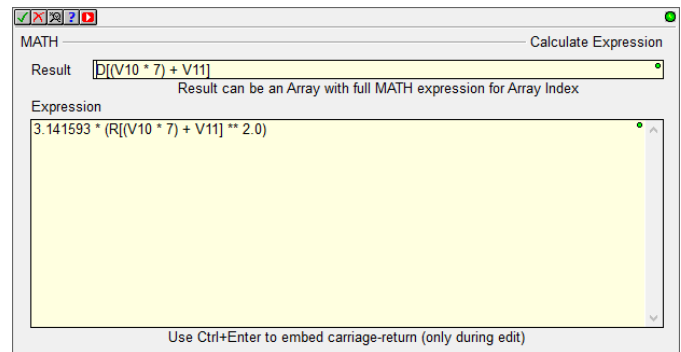 MATH Calculate Expression
Result D[(V10 * 7) + V11]
Result can be an Array with full MATH expression for Array Index
Expression
3.141593 * (R[(V10 * 7) + V11] ** 2.0)
Use Ctrl+Enter to embed carriage-return (only during edit)